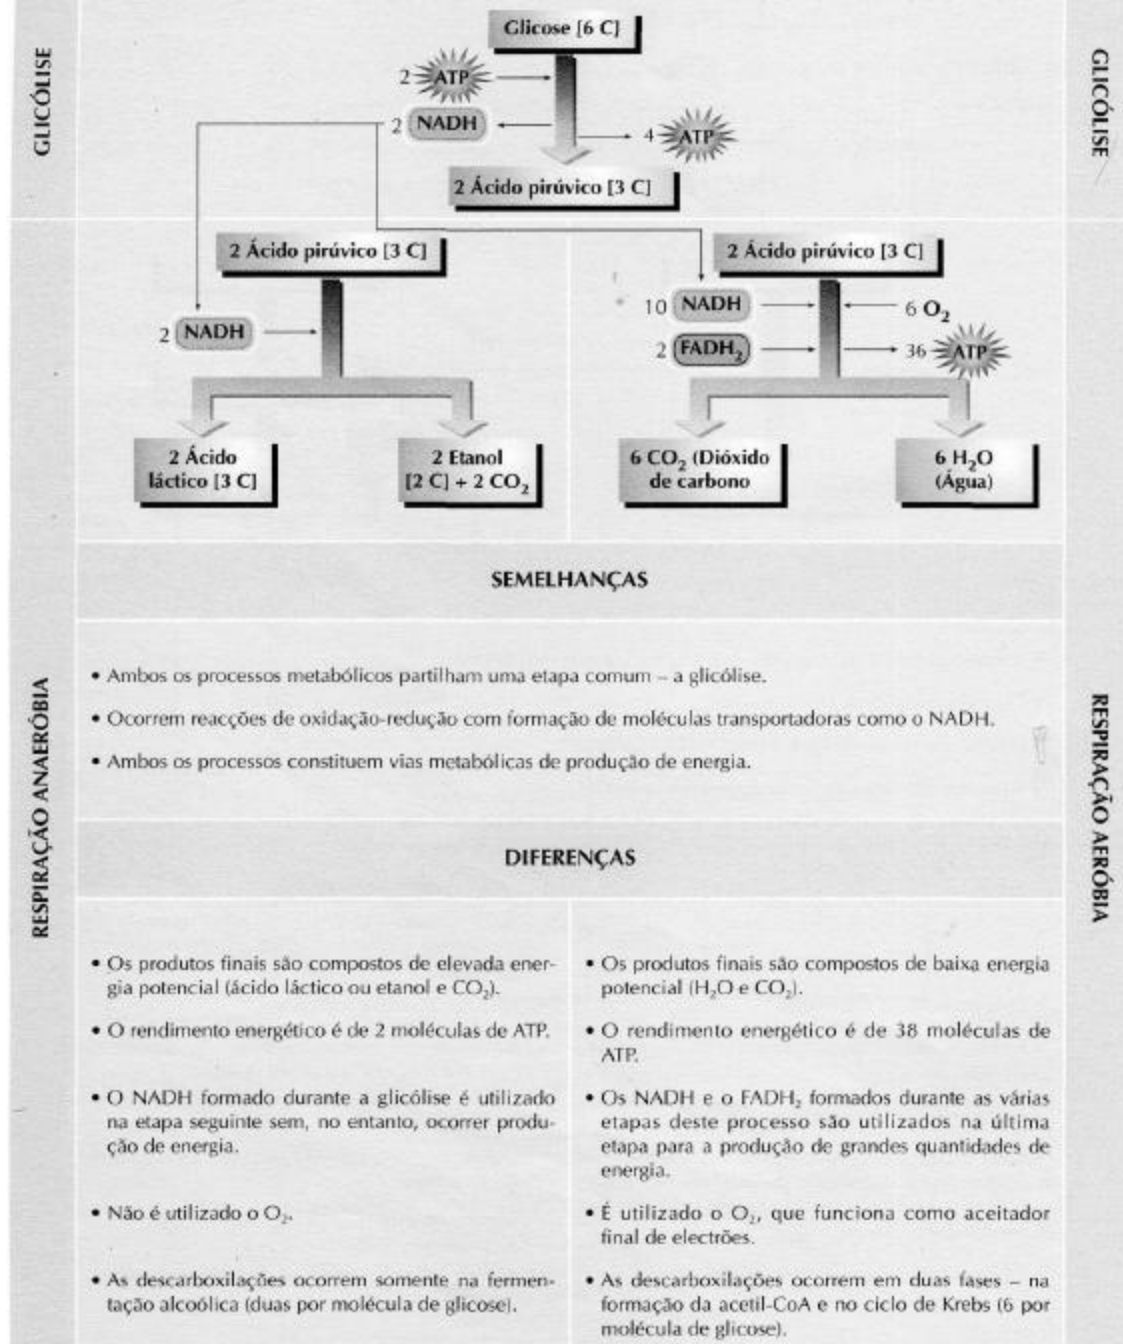 GLICÓLISE
GLICÓLISE
Glicose [6 C]
2 ATP
2 NADH
4 ATP
2 Ácido pirúvico [3 C]
RESPIRAÇÃO ANAERÓBIA
RESPIRAÇÃO AERÓBIA
2 Ácido pirúvico [3 C]
2 NADH
2 Ácido
láctico [3 C]
2 Etanol
[2 C] + 2 CO₂
2 Ácido pirúvico [3 C]
10 NADH
6 O₂
2 FADH₂
36 ATP
6 CO₂ (Dióxido
de carbono
6 H₂O
(Água)
SEMELHANÇAS
• Ambos os processos metabólicos partilham uma etapa comum – a glicólise.
• Ocorrem reacções de oxidação-redução com formação de moléculas transportadoras como o NADH.
• Ambos os processos constituem vias metabólicas de produção de energia.
DIFERENÇAS
• Os produtos finais são compostos de elevada ener-
gia potencial (ácido láctico ou etanol e CO₂).
• O rendimento energético é de 2 moléculas de ATP.
• O NADH formado durante a glicólise é utilizado
na etapa seguinte sem, no entanto, ocorrer produ-
ção de energia.
• Não é utilizado o O₂.
• As descarboxilações ocorrem somente na fermen-
tação alcoólica (duas por molécula de glicose).
• Os produtos finais são compostos de baixa energia
potencial (H₂O e CO₂).
• O rendimento energético é de 38 moléculas de
ATP.
• Os NADH e o FADH₂ formados durante as várias
etapas deste processo são utilizados na última
etapa para a produção de grandes quantidades de
energia.
• É utilizado o O₂, que funciona como aceitador
final de electrões.
• As descarboxilações ocorrem em duas fases – na
formação da acetil-CoA e no ciclo de Krebs (6 por
molécula de glicose).